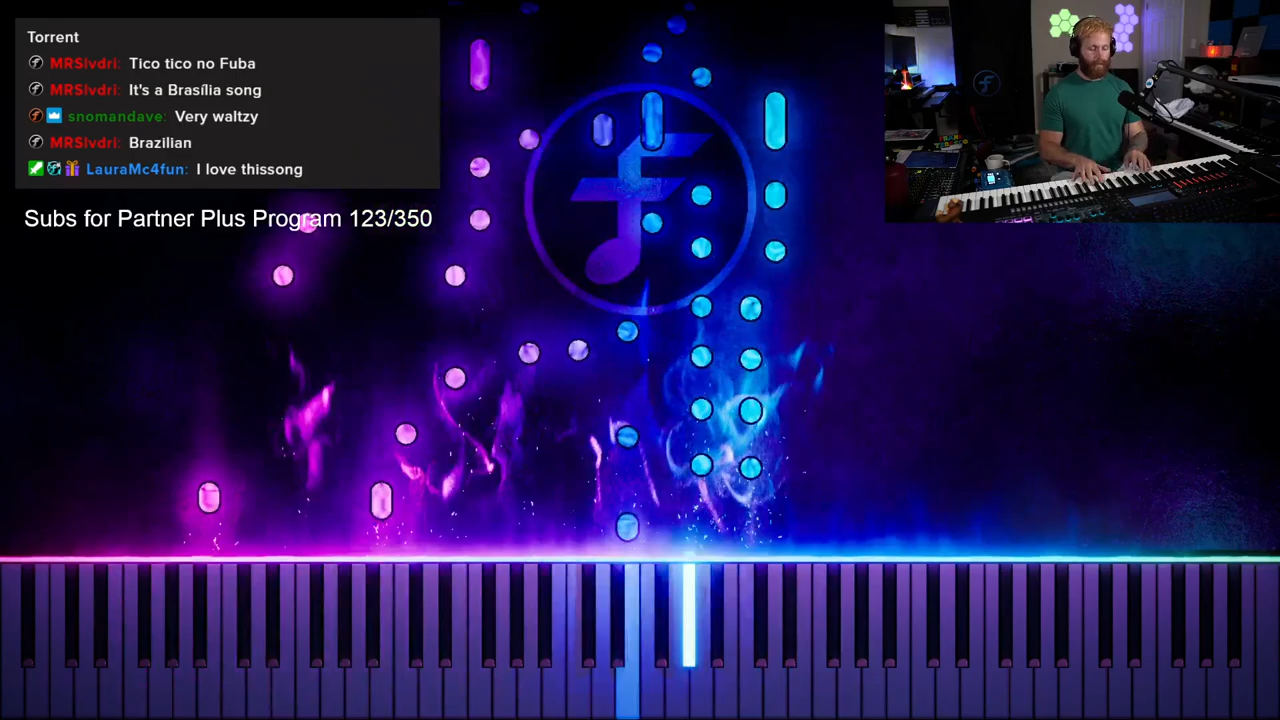 Torrent
MRSlvdri: Tico tico no Fuba
MRSlvdri: It's a Brasília song
snomandave: Very waltzy
MRSlvdri: Brazilian
LauraMc4fun: I love thissong
Subs for Partner Plus Program 123/350